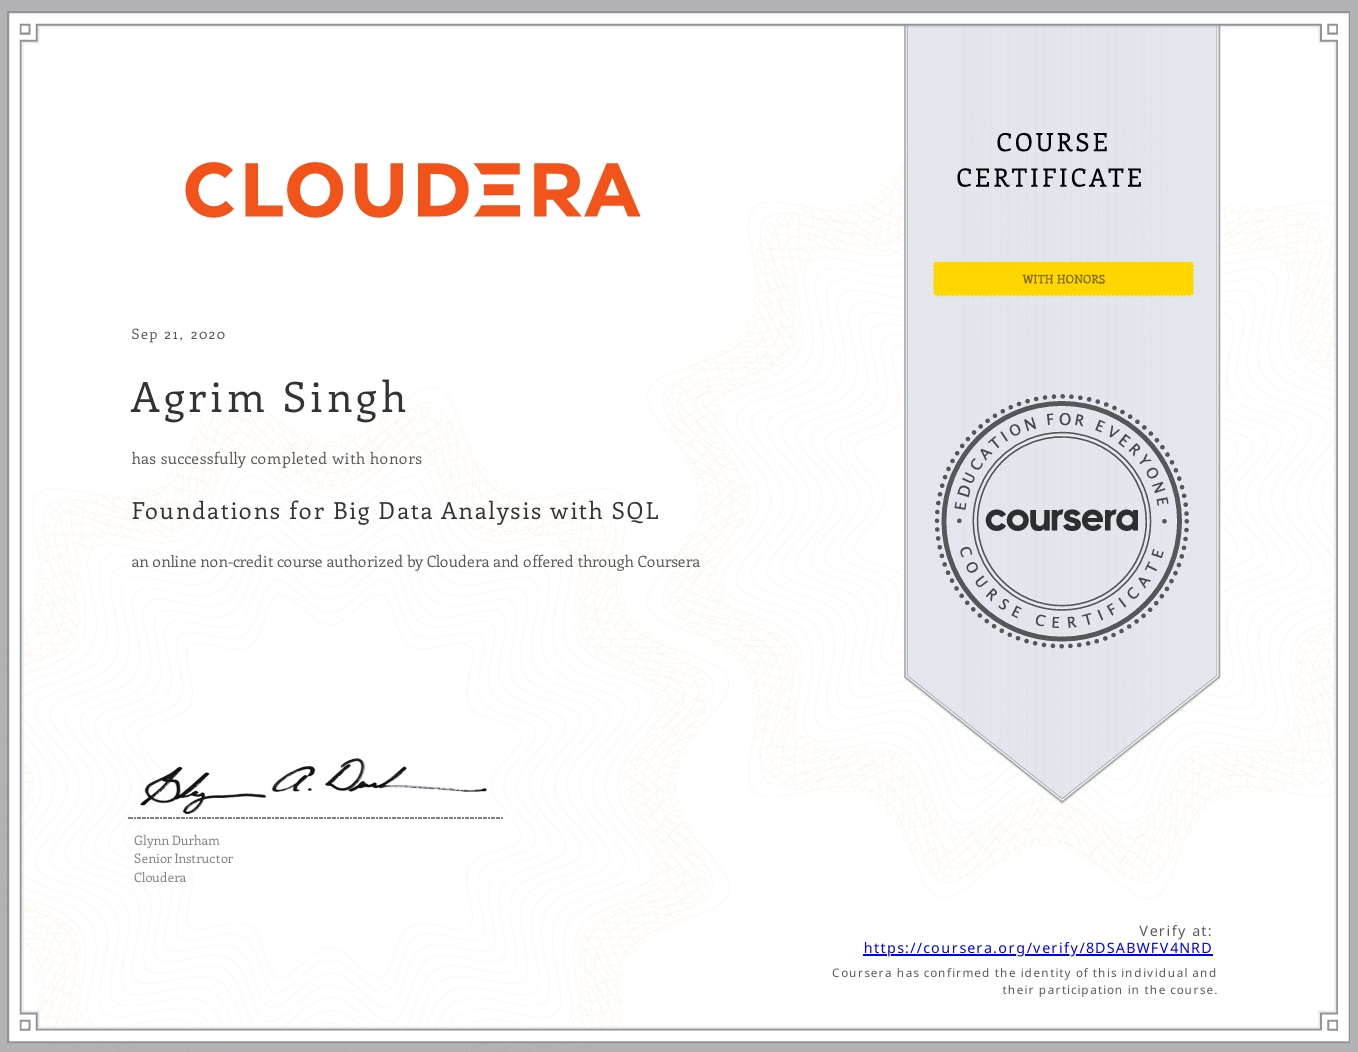 CLOUDERA
COURSE
CERTIFICATE
WITH HONORS
Sep 21, 2020
Agrim Singh
has successfully completed with honors
Foundations for Big Data Analysis with SQL
an online non-credit course authorized by Cloudera and offered through Coursera
EDUCATION FOR EVERYONE
coursera
COURSE CERTIFICATE
Glynn Durham
Senior Instructor
Cloudera
Verify at:
https://coursera.org/verify/8DSABWFV4NRD
Coursera has confirmed the identity of this individual and
their participation in the course.